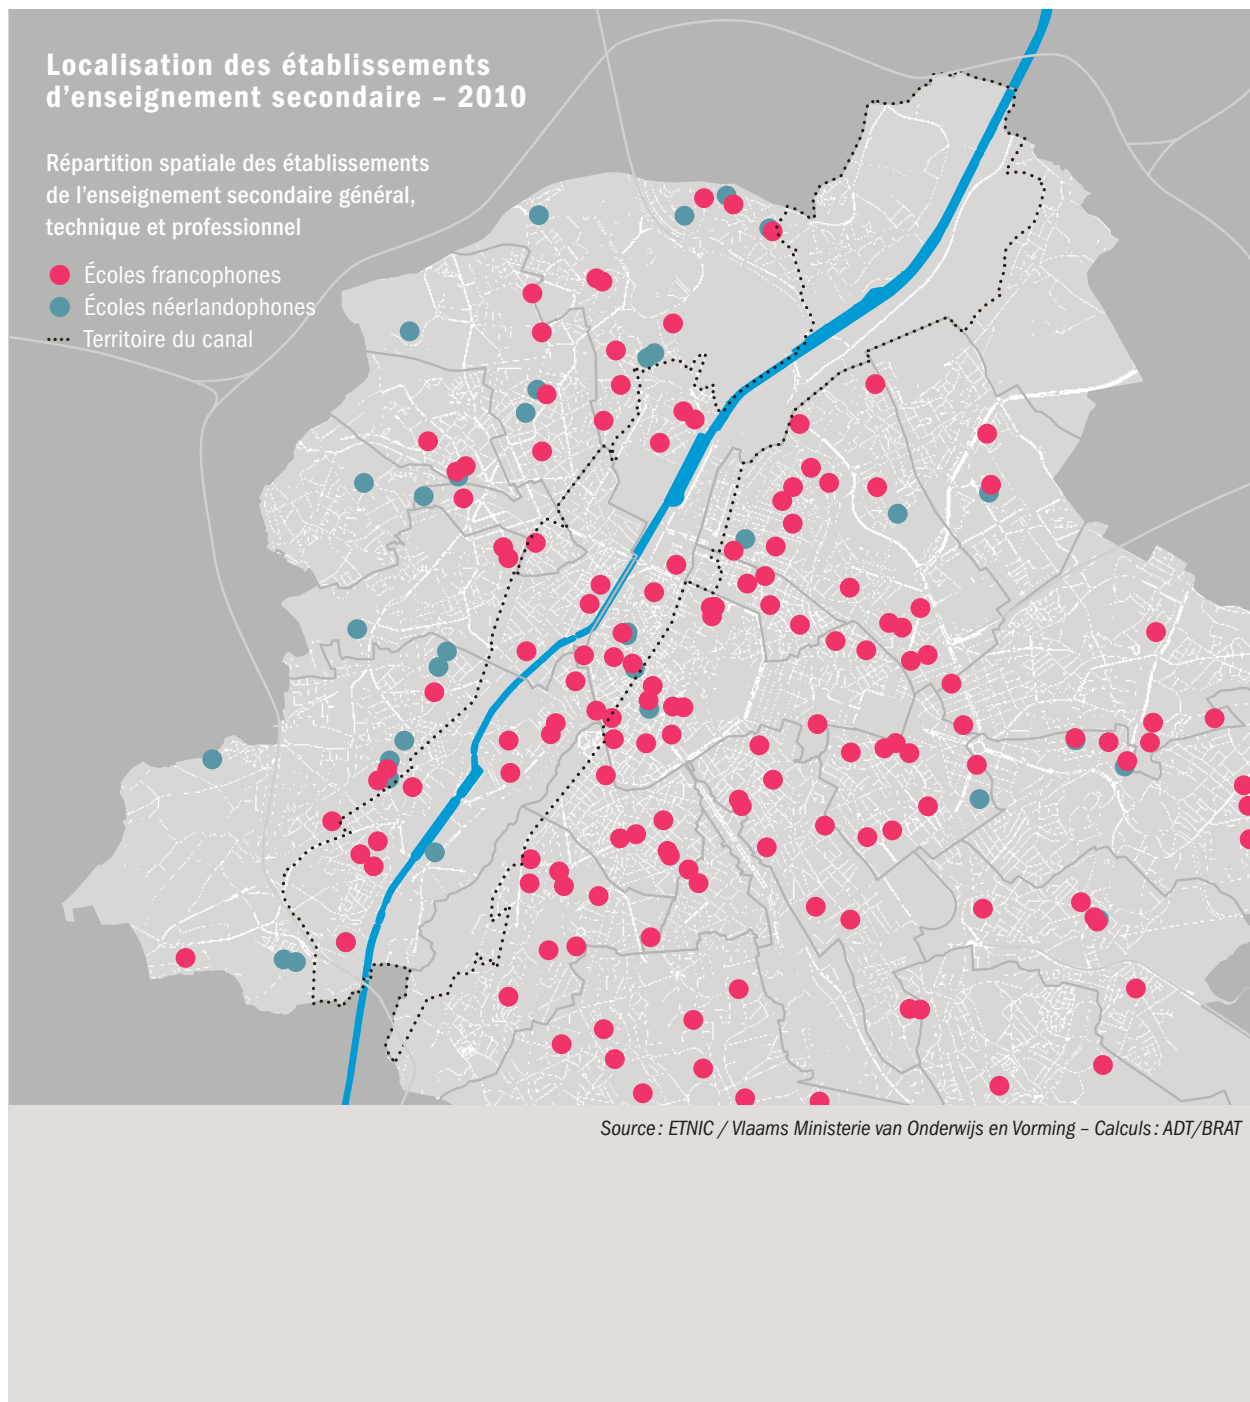 Localisation des établissements
d’enseignement secondaire – 2010
Répartition spatiale des établissements
de l’enseignement secondaire général,
technique et professionnel
Écoles francophones
Écoles néerlandophones
Territoire du canal
Source : ETNIC / Vlaams Ministerie van Onderwijs en Vorming – Calculs : ADT/BRAT